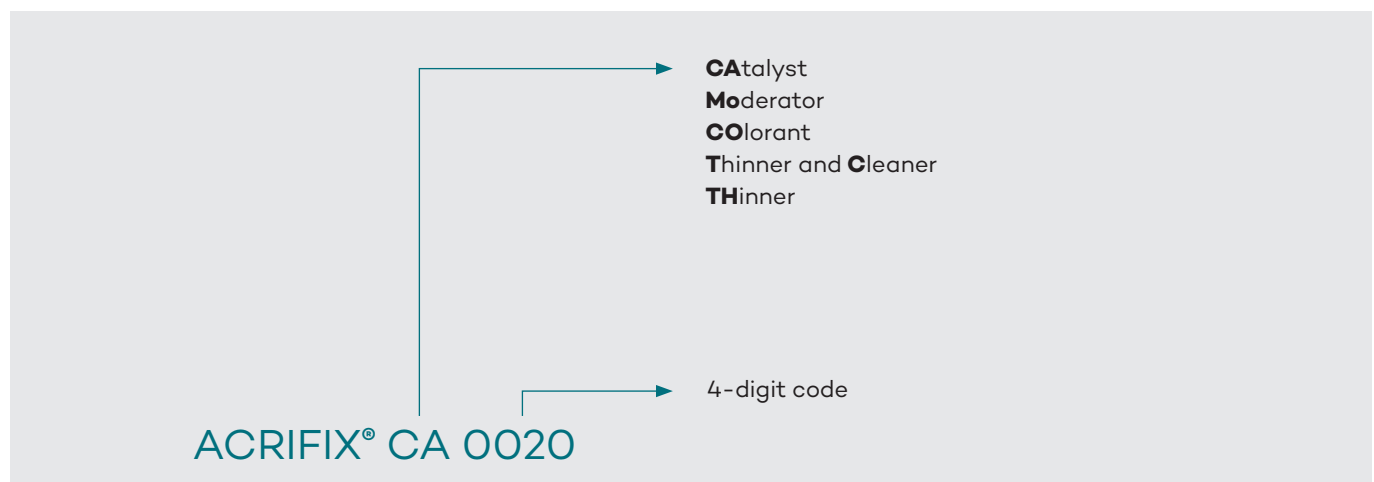 CAtalyst
Moderator
COlorant
Thinner and Cleaner
THinner
4-digit code
ACRIFIX® CA 0020